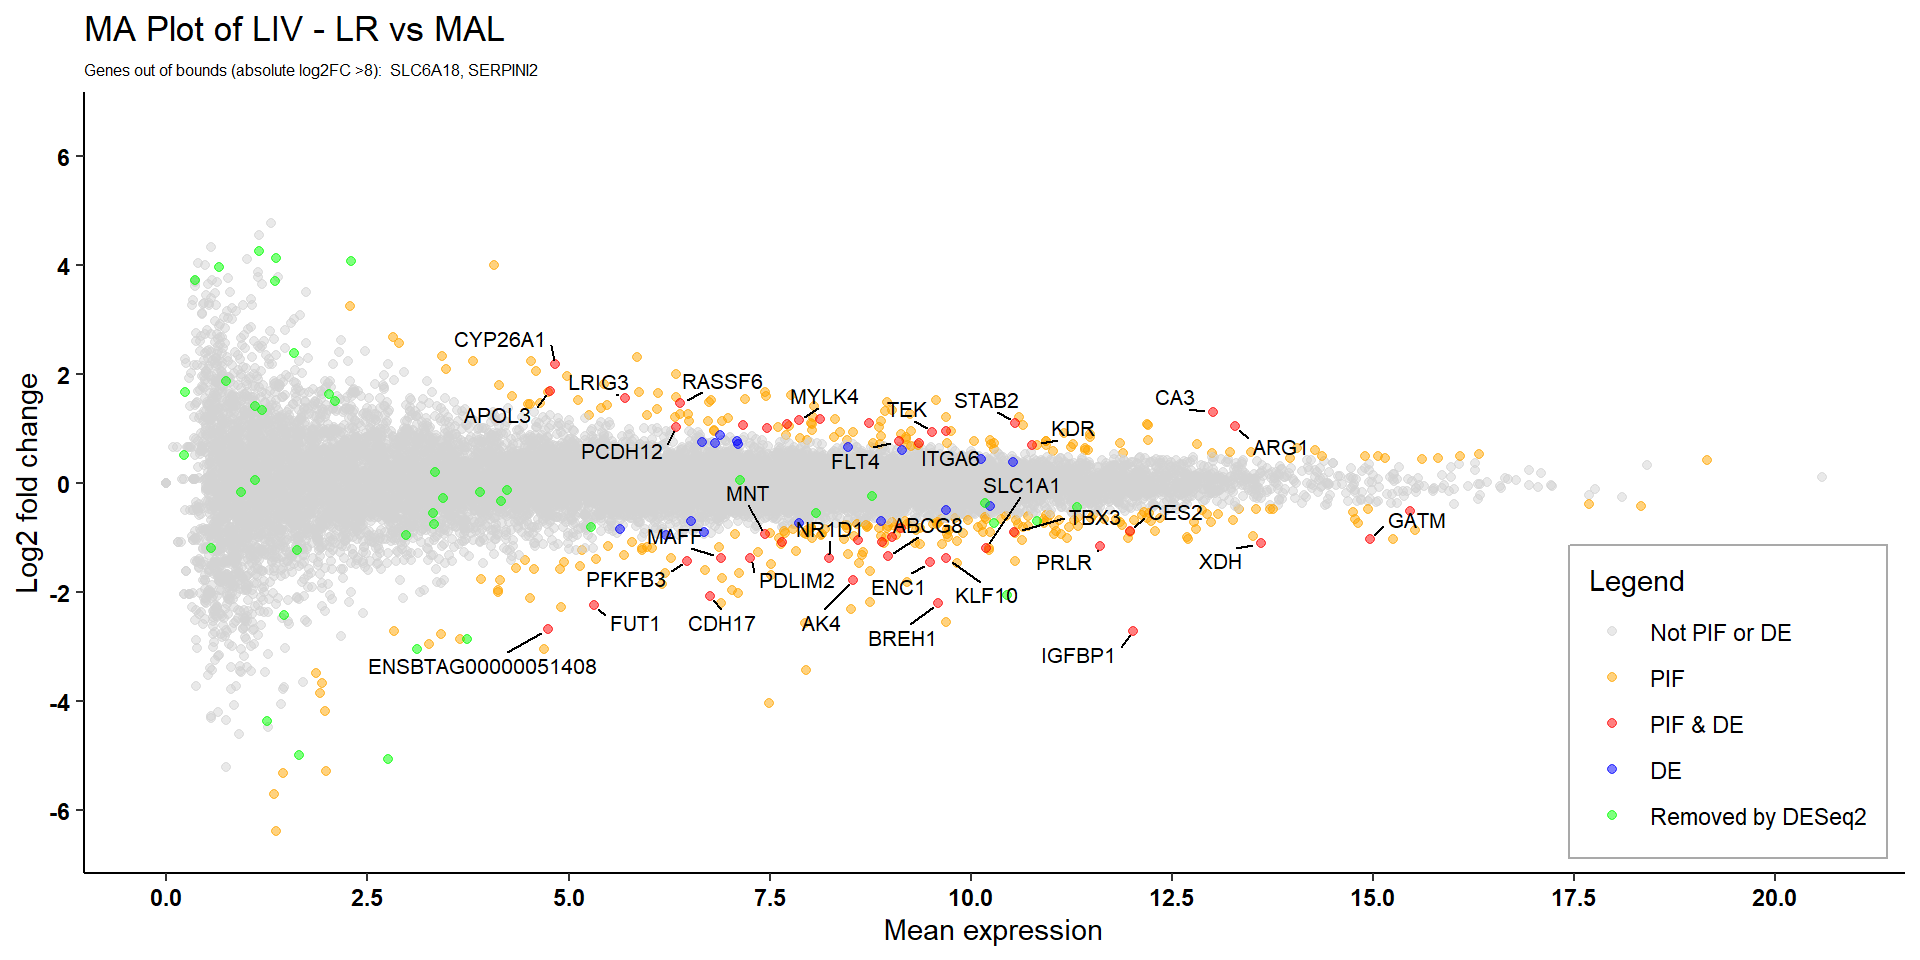 MA Plot of LIV - LR vs MAL
Genes out of bounds (absolute log2FC >8):  SLC6A18, SERPINI2
Log2 fold change
6
4
2
0
-2
-4
-6
CYP26A1
LRIG3
RASSF6
MYLK4
APOL3
PCDH12
TEK
STAB2
CA3
KDR
ARG1
FLT4
ITGA6
SLC1A1
MNT
MAFF
NR1D1
ABCG8
TBX3
CES2
GATM
PRLR
XDH
PFKFB3
PDLIM2
ENC1
KLF10
FUT1
CDH17
AK4
BREH1
IGFBP1
ENSBTAG00000051408
Legend
Not PIF or DE
PIF
PIF & DE
DE
Removed by DESeq2
0.0
2.5
5.0
7.5
10.0
12.5
15.0
17.5
20.0
Mean expression